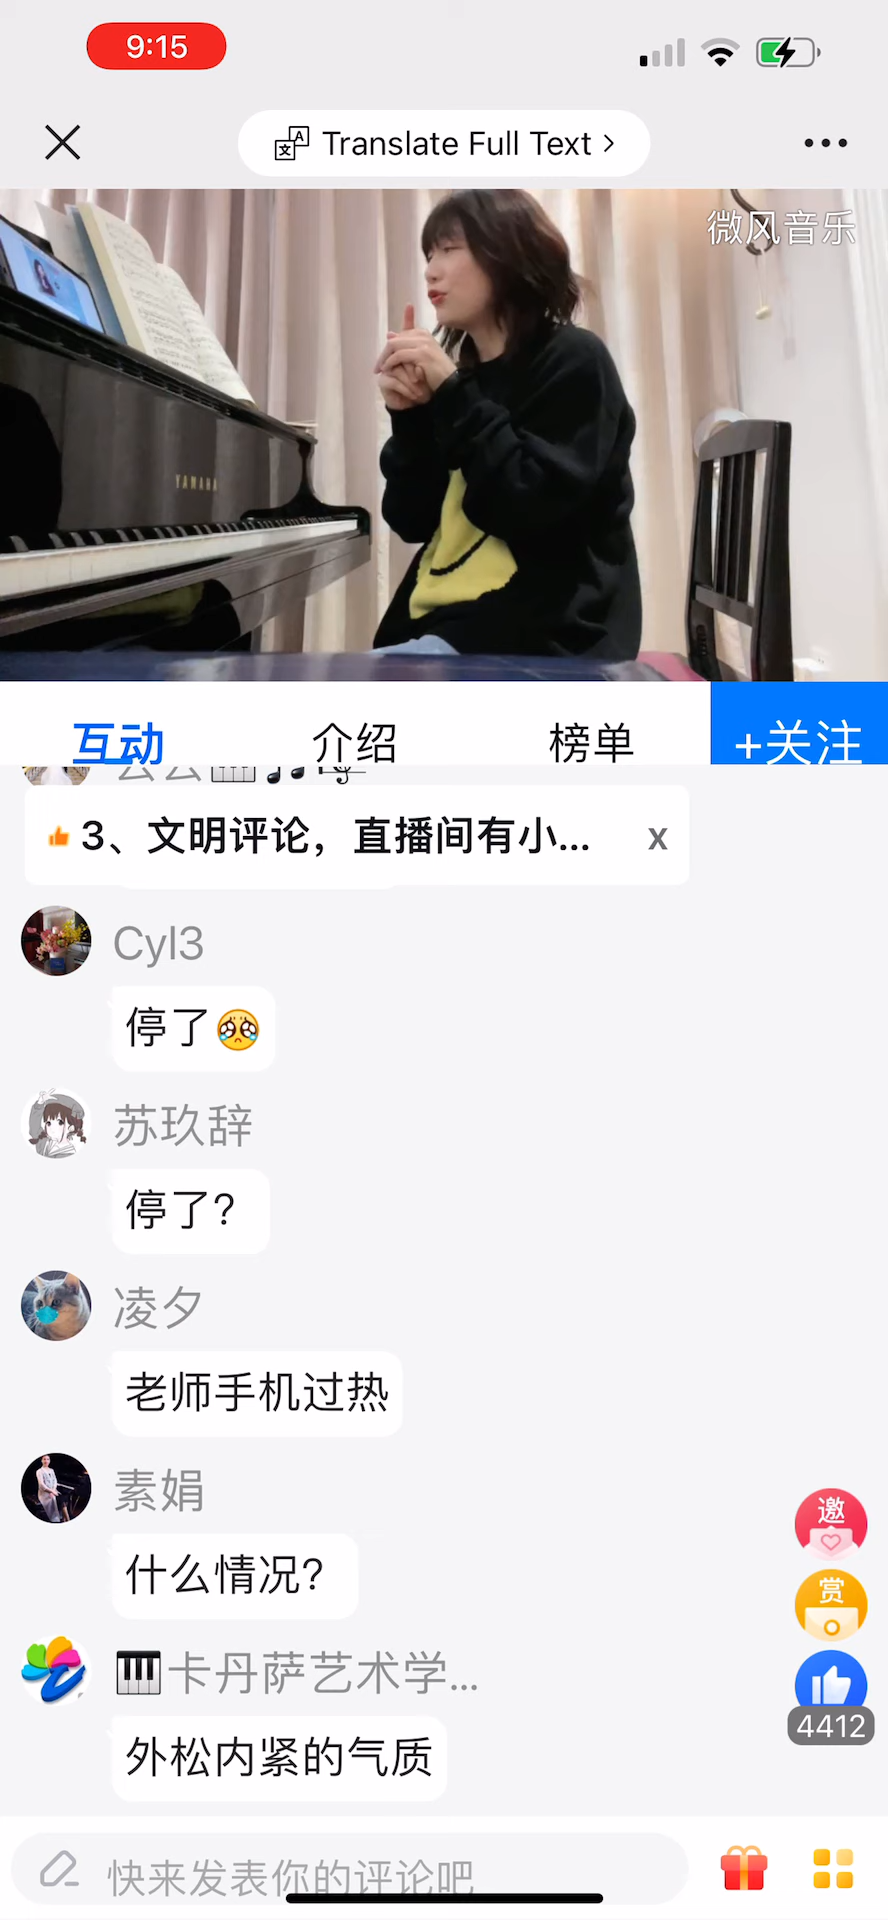 9:15
Translate Full Text >
微风音乐
YAMAHA
互动
介绍
榜单
+关注
3、文明评论，直播间有小...
x
Cyl3
停了🥺
苏玖辞
停了?
凌夕
老师手机过热
素娟
什么情况?
🎹卡丹萨艺术学...
外松内紧的气质
邀
赏
4412
快来发表你的评论吧